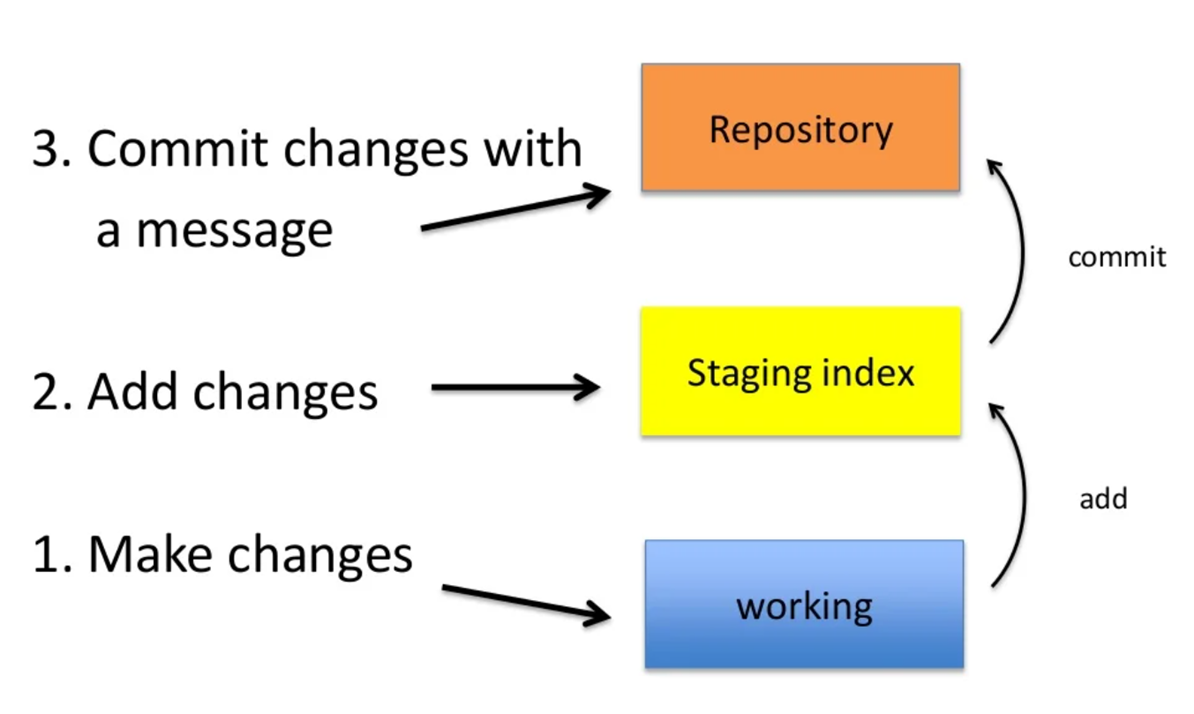 3. Commit changes with
a message
Repository
commit
2. Add changes
Staging index
add
1. Make changes
working